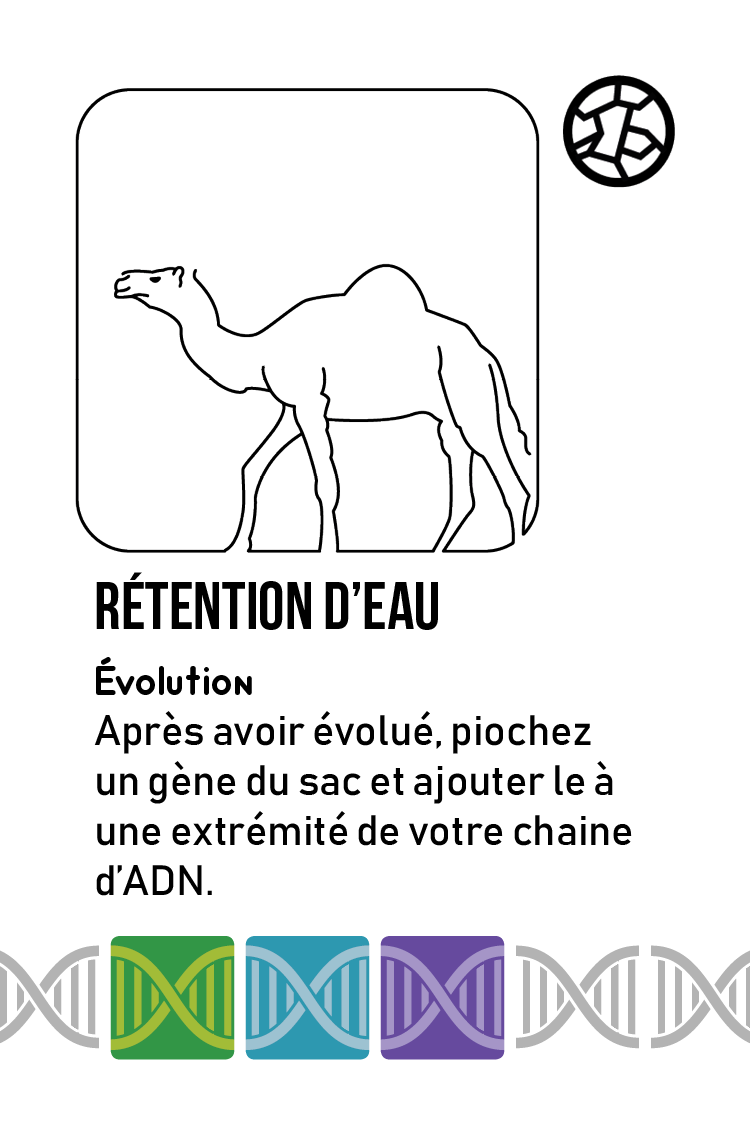 RÉTENTION D’EAU
Évolution
Après avoir évolué, piochez
un gène du sac et ajouter le à
une extrémité de votre chaine
d’ADN.